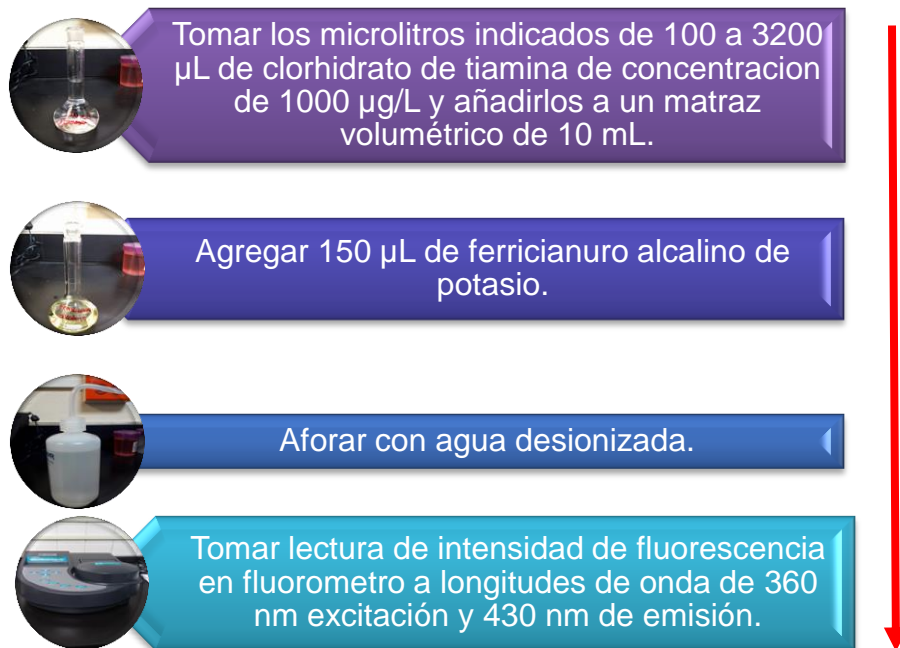 Tomar los microlitros indicados de 100 a 3200
µL de clorhidrato de tiamina de concentracion
de 1000 µg/L y añadirlos a un matraz
volumétrico de 10 mL.
Agregar 150 µL de ferricianuro alcalino de
potasio.
Aforar con agua desionizada.
Tomar lectura de intensidad de fluorescencia
en fluorometro a longitudes de onda de 360
nm excitación y 430 nm de emisión.